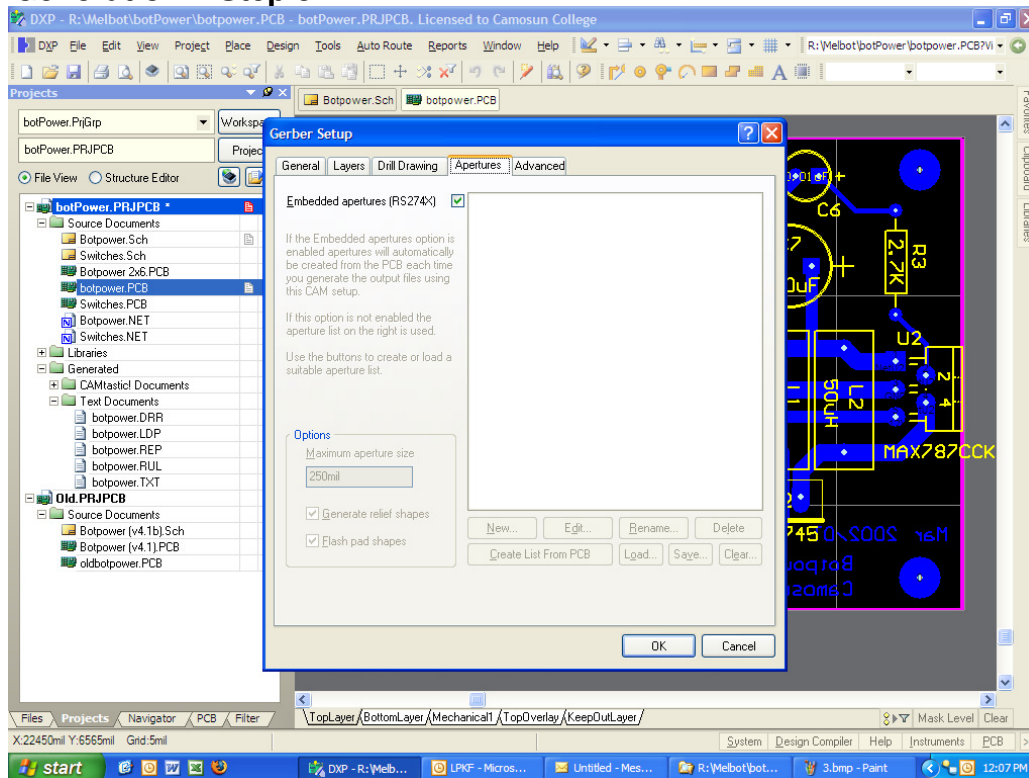 DXP - R:\Melbot\botPower\botpower.PCB - botPower.PRJPCB. Licensed to Camosun College
DXP File Edit View Project Place Design Tools Auto Route Reports Window Help R:\Melbot\botPower\botpower.PCB?Vi
Projects
Botpower.Sch botpower.PCB
botPower.PrjGrp
botPower.PRJPCB
File View Structure Editor
botPower.PRJPCB *
Source Documents
Botpower.Sch
Switches.Sch
Botpower 2x6.PCB
botpower.PCB
Switches.PCB
Botpower.NET
Switches.NET
Libraries
Generated
CAMtastic! Documents
Text Documents
botpower.DRR
botpower.LDP
botpower.REP
botpower.RUL
botpower.TXT
Old.PRJPCB
Source Documents
Botpower (v4.1b).Sch
Botpower (v4.1).PCB
oldbotpower.PCB
Files Projects Navigator PCB Filter
Gerber Setup
General Layers Drill Drawing Apertures Advanced
Embedded apertures (RS274X)
If the Embedded apertures option is
enabled apertures will automatically
be created from the PCB each time
you generate the output files using
this CAM setup.
If this option is not enabled the
aperture list on the right is used.
Use the buttons to create or load a
suitable aperture list.
Options
Maximum aperture size
250mil
Generate relief shapes
Flash pad shapes
New... Edit... Rename... Delete
Create List From PCB Load... Save... Clear...
OK Cancel
C6
R3
2.7K
U2
L2
50uH
2
4
MAX787CCK
Mar 2002
Favorites
Clipboard
Libraries
TopLayer BottomLayer Mechanical1 TopOverlay KeepOutLayer
Mask Level Clear
X:22450mil Y:6565mil Grid:5mil
System Design Compiler Help Instruments PCB
start DXP - R:\Melb... LPKF - Micros... Untitled - Mes... R:\Melbot\bot... 3.bmp - Paint 12:07 PM